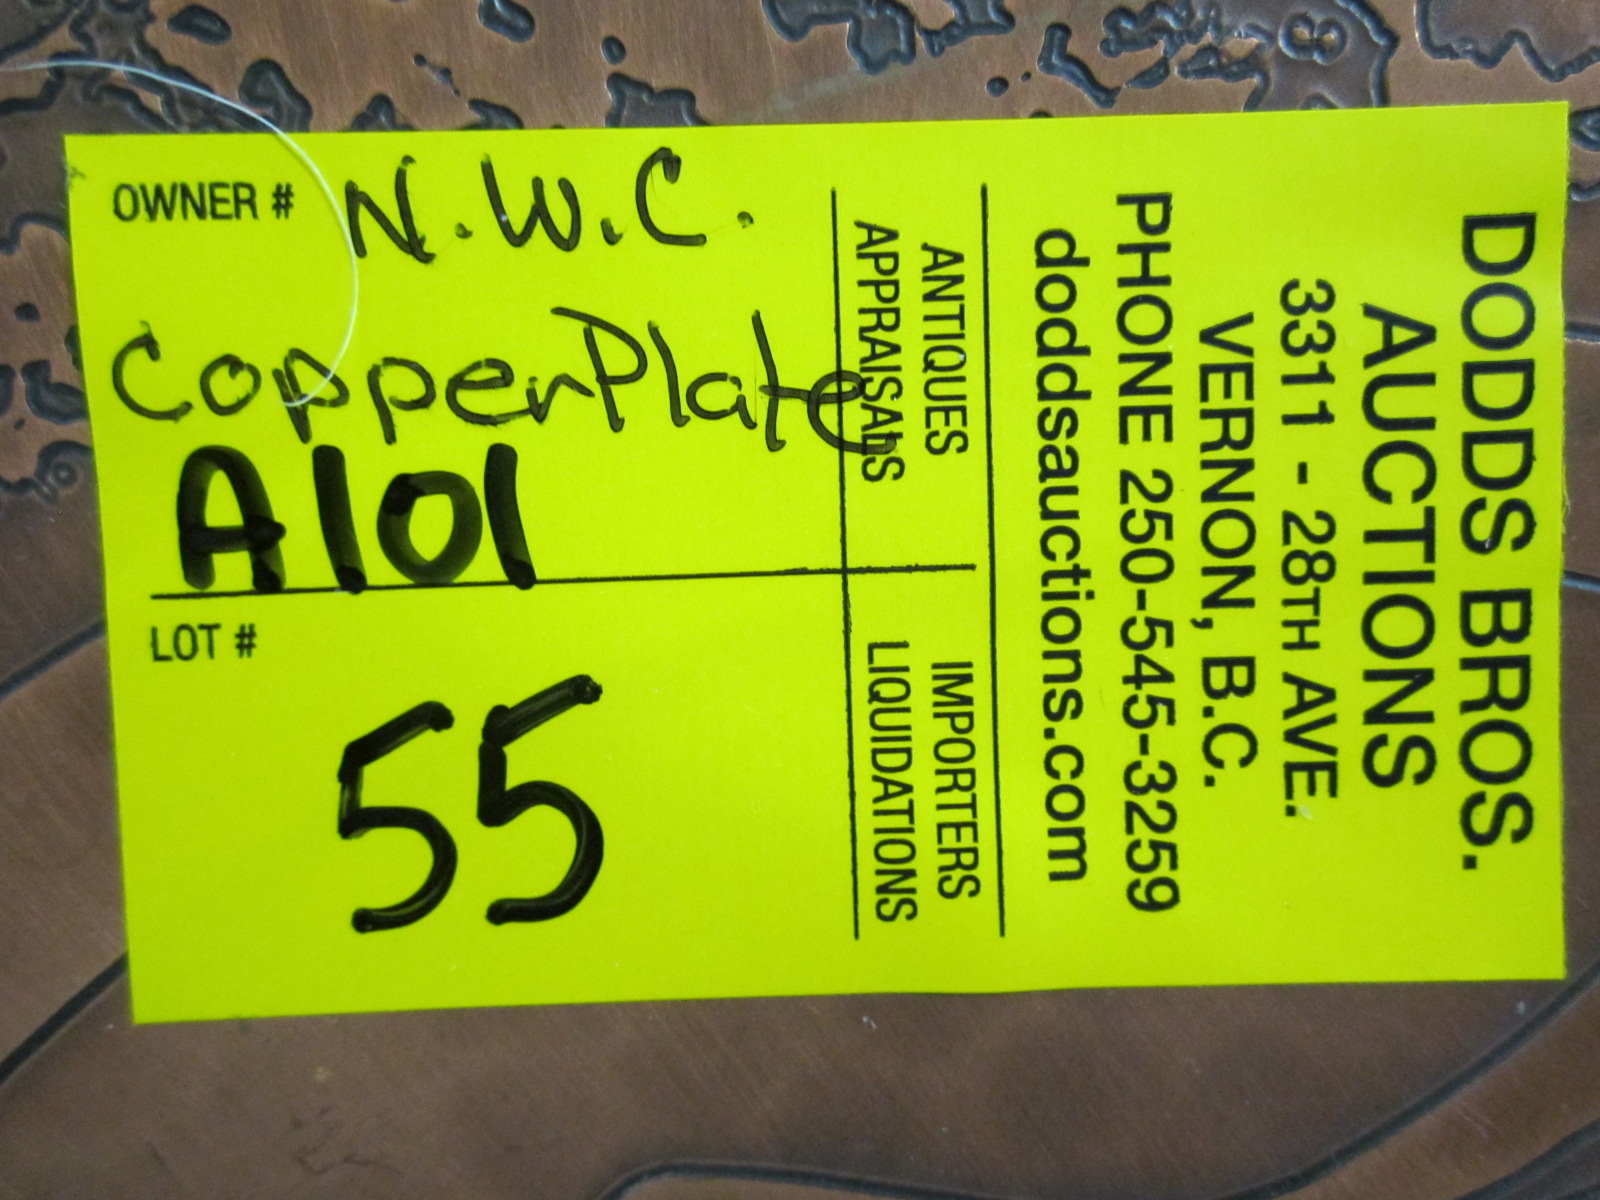 OWNER # N.W.C.
CopperPlate
A101
LOT #
55
DODDS BROS.
AUCTIONS
3311 - 28TH AVE.
VERNON, B.C.
PHONE 250-545-3259
doddsauctions.com
ANTIQUES
APPRAISALS
IMPORTERS
LIQUIDATIONS